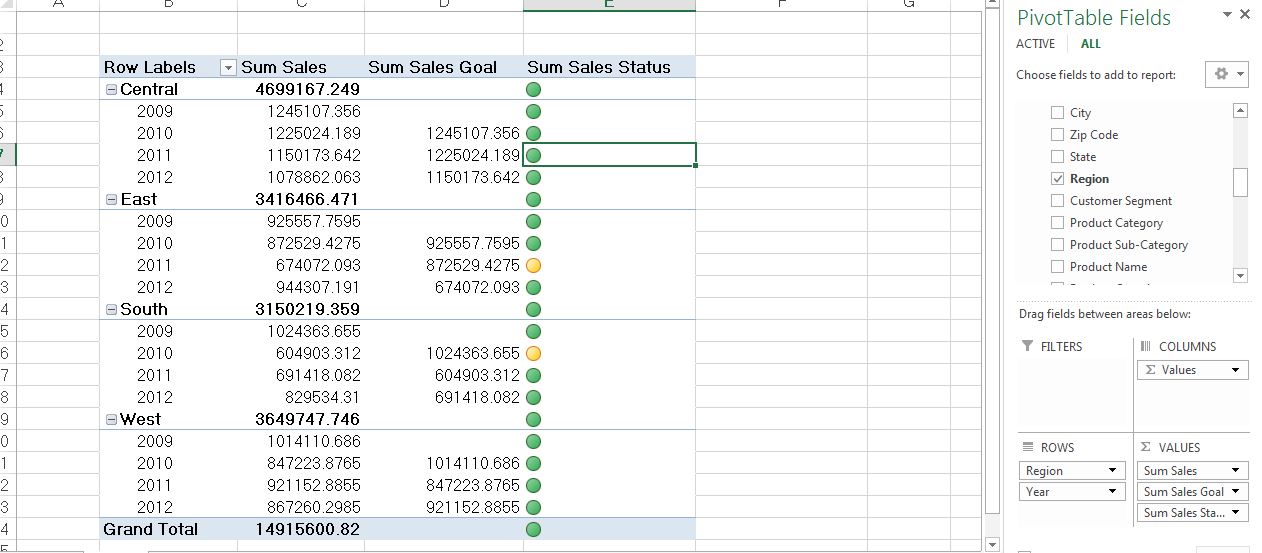 A B C D E F G
2
3 Row Labels Sum Sales Sum Sales Goal Sum Sales Status
4 Central 4699167.249
5 2009 1245107.356
6 2010 1225024.189 1245107.356
7 2011 1150173.642 1225024.189
8 2012 1078862.063 1150173.642
9 East 3416466.471
0 2009 925557.7595
1 2010 872529.4275 925557.7595
2 2011 674072.093 872529.4275
3 2012 944307.191 674072.093
4 South 3150219.359
5 2009 1024363.655
6 2010 604903.312 1024363.655
7 2011 691418.082 604903.312
8 2012 829534.31 691418.082
9 West 3649747.746
0 2009 1014110.686
1 2010 847223.8765 1014110.686
2 2011 921152.8855 847223.8765
3 2012 867260.2985 921152.8855
4 Grand Total 14915600.82
PivotTable Fields
ACTIVE ALL
Choose fields to add to report:
City
Zip Code
State
Region
Customer Segment
Product Category
Product Sub-Category
Product Name
Drag fields between areas below:
FILTERS
COLUMNS
Σ Values
ROWS
Region
Year
Σ VALUES
Sum Sales
Sum Sales Goal
Sum Sales Sta...